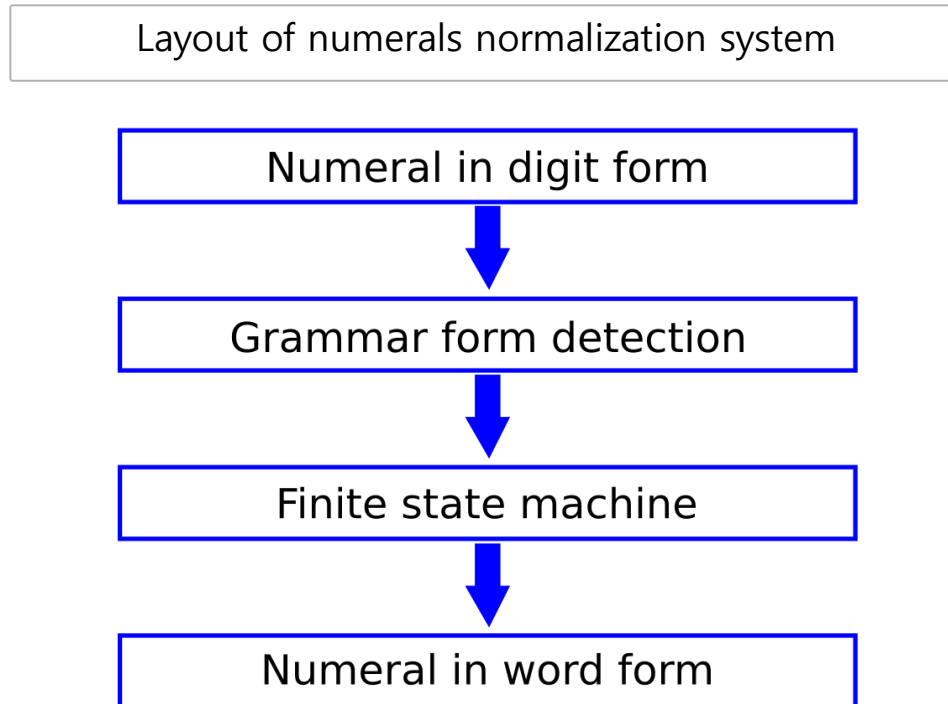 Layout of numerals normalization system
Numeral in digit form
Grammar form detection
Finite state machine
Numeral in word form